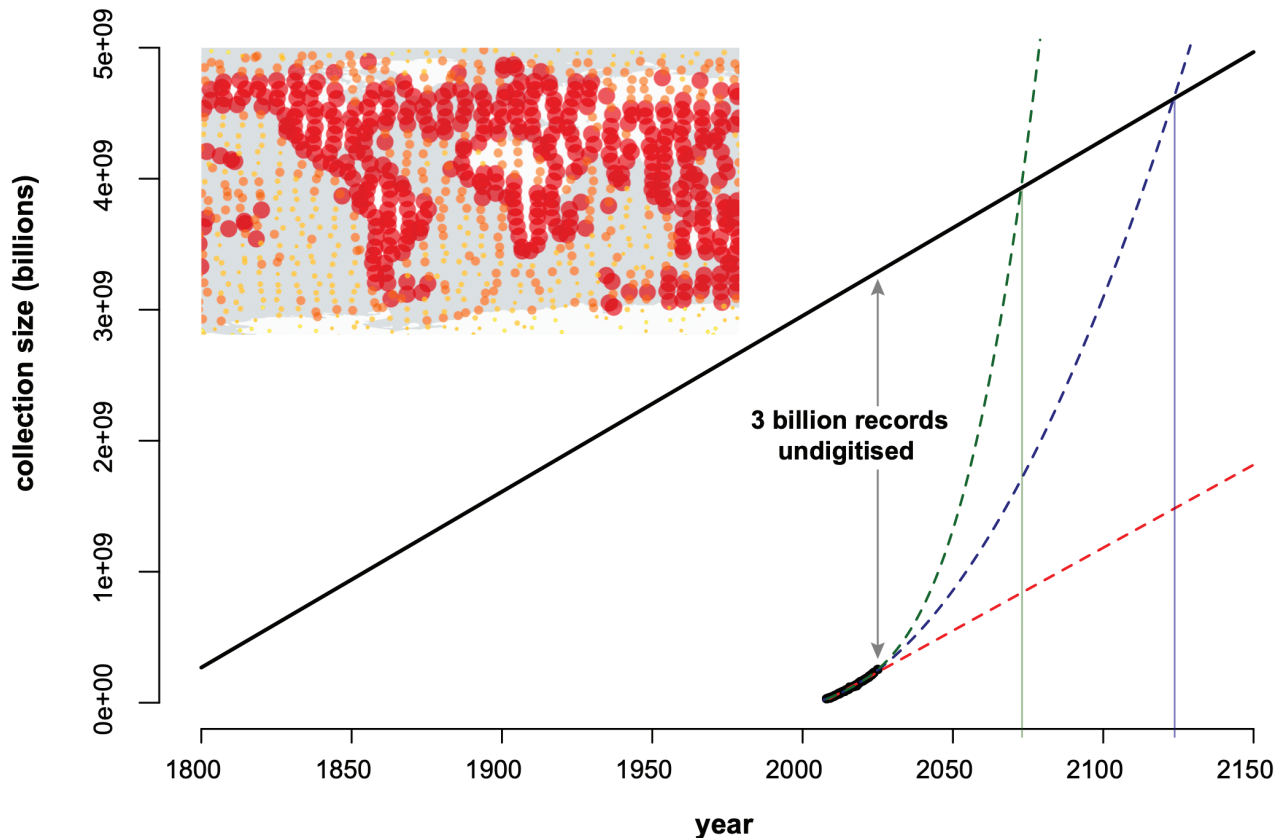 collection size (billions)
5e+09
4e+09
3e+09
2e+09
1e+09
0e+00
3 billion records
undigitised
1800
1850
1900
1950
2000
2050
2100
2150
year